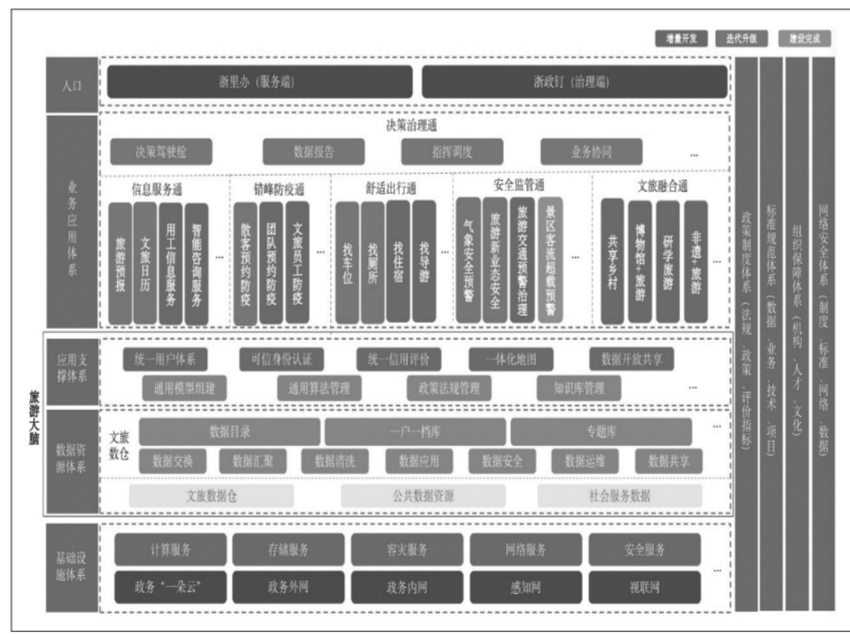 增量开发 迭代升级 建设完成
入口
浙里办（服务端） 浙政钉（治理端）
业务应用体系
决策治理通
决策驾驶舱 数据报告 指挥调度 业务协同 …
信息服务通 错峰防疫通 舒适出行通 安全监管通 文旅融合通
旅游预报
文旅日历
用工信息服务
智能咨询服务
…
散客预约防疫
团队预约防疫
文旅员工防疫
…
找车位
找厕所
找住宿
找导游
…
气象安全预警
旅游新业态安全
旅游交通预警治理
景区客流超载预警
…
共享乡村
博物馆+旅游
研学旅游
非遗+旅游
…
旅游大脑
应用支撑体系
统一用户体系 可信身份认证 统一信用评价 一体化地图 数据开放共享
通用模型组建 通用算法管理 政策法规管理 知识库管理 …
数据资源体系
文旅数仓
数据目录 一户一档库 专题库 …
数据交换 数据汇聚 数据清洗 数据应用 数据安全 数据运维 数据共享
文旅数据仓 公共数据资源 社会服务数据
基础设施体系
计算服务 存储服务 容灾服务 网络服务 安全服务
政务“一朵云” 政务外网 政务内网 感知网 视联网 …
政策制度体系（法规、政策、评价指标）
标准规范体系（数据、业务、技术、项目）
组织保障体系（机构、人才、文化）
网络安全体系（制度、标准、网络、数据）